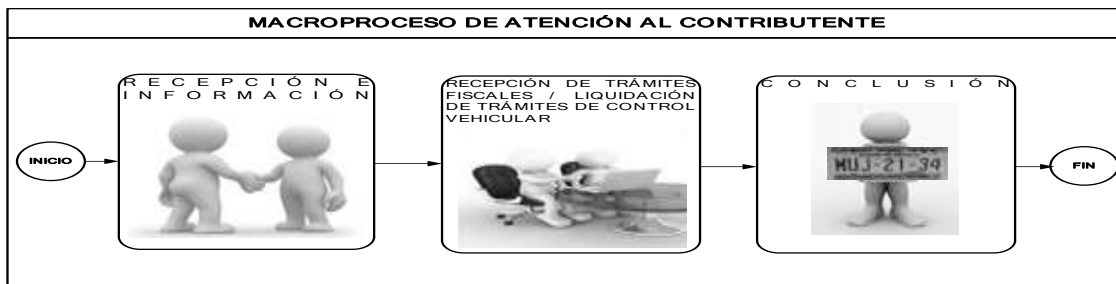 MACROPROCESO DE ATENCIÓN AL CONTRIBUTENTE
INICIO
RECEPCIÓN E
INFORMACIÓN
RECEPCIÓN DE TRÁMITES
FISCALES / LIQUIDACIÓN
DE TRÁMITES DE CONTROL
VEHICULAR
CONCLUSIÓN
MUJ-21-34
FIN